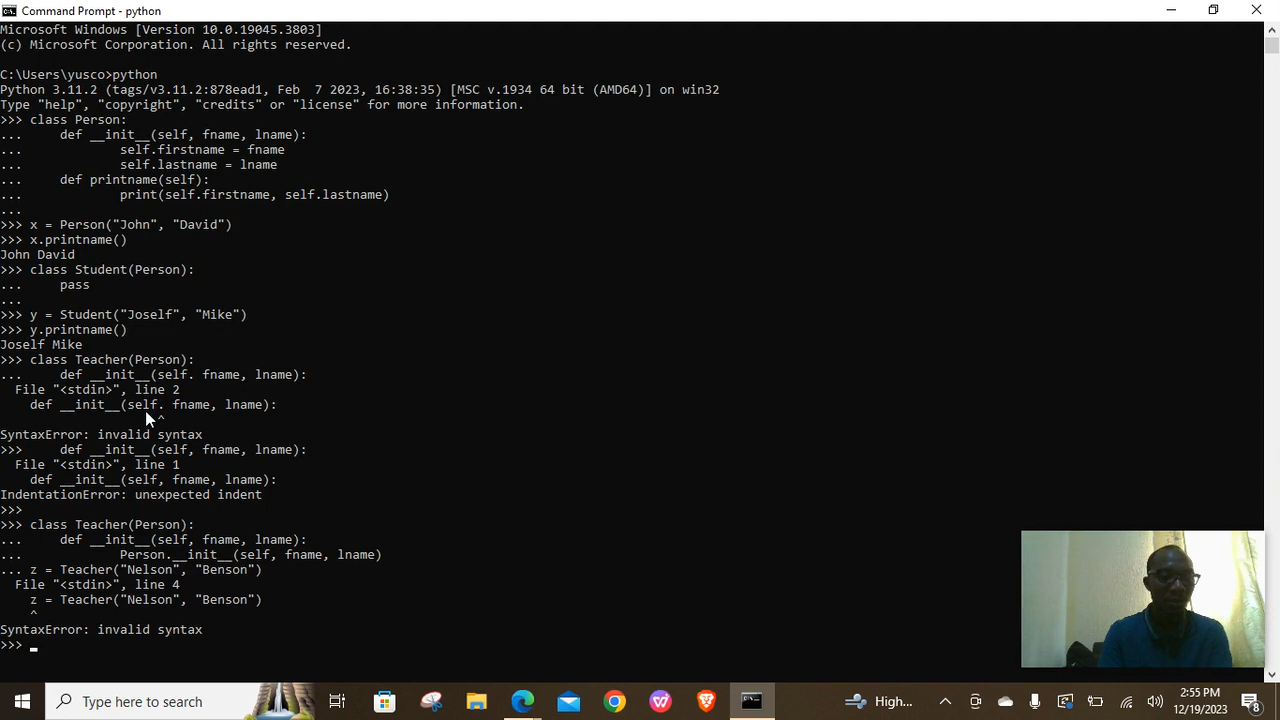 Command Prompt - python
Microsoft Windows [Version 10.0.19045.3803]
(c) Microsoft Corporation. All rights reserved.
C:\Users\yusco>python
Python 3.11.2 (tags/v3.11.2:878ead1, Feb  7 2023, 16:38:35) [MSC v.1934 64 bit (AMD64)] on win32
Type "help", "copyright", "credits" or "license" for more information.
>>> class Person:
...     def __init__(self, fname, lname):
...             self.firstname = fname
...             self.lastname = lname
...     def printname(self):
...             print(self.firstname, self.lastname)
...
>>> x = Person("John", "David")
>>> x.printname()
John David
>>> class Student(Person):
...     pass
...
>>> y = Student("Joself", "Mike")
>>> y.printname()
Joself Mike
>>> class Teacher(Person):
...     def __init__(self. fname, lname):
  File "<stdin>", line 2
    def __init__(self. fname, lname):
                     ^
SyntaxError: invalid syntax
>>>     def __init__(self, fname, lname):
  File "<stdin>", line 1
    def __init__(self, fname, lname):
IndentationError: unexpected indent
>>>
>>> class Teacher(Person):
...     def __init__(self, fname, lname):
...             Person.__init__(self, fname, lname)
... z = Teacher("Nelson", "Benson")
  File "<stdin>", line 4
    z = Teacher("Nelson", "Benson")
    ^
SyntaxError: invalid syntax
>>> _
Type here to search
High...
2:55 PM
12/19/2023
8